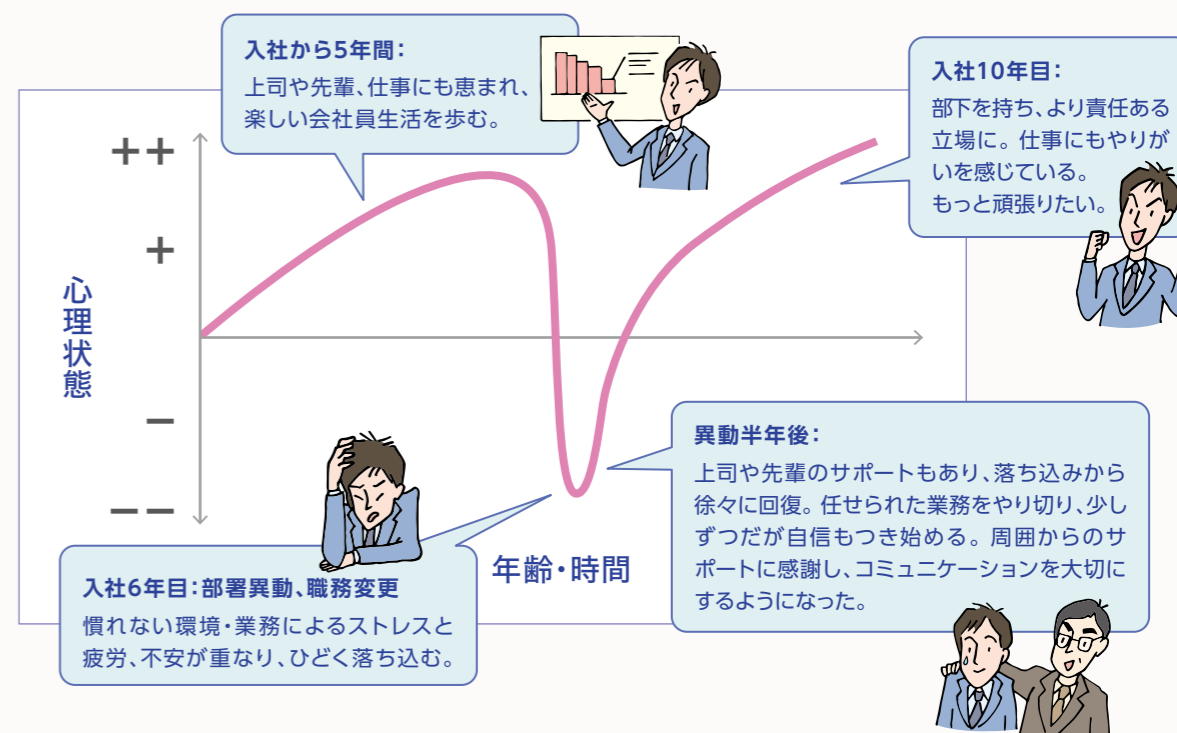 入社から5年間：
上司や先輩、仕事にも恵まれ、
楽しい会社員生活を歩む。
入社10年目：
部下を持ち、より責任ある
立場に。仕事にもやりが
いを感じている。
もっと頑張りたい。
++
+
心理状態
−
−−
異動半年後：
上司や先輩のサポートもあり、落ち込みから
徐々に回復。任せられた業務をやり切り、少し
ずつだが自信もつき始める。周囲からのサ
ポートに感謝し、コミュニケーションを大切に
するようになった。
年齢・時間
入社6年目：部署異動、職務変更
慣れない環境・業務によるストレスと
疲労、不安が重なり、ひどく落ち込む。